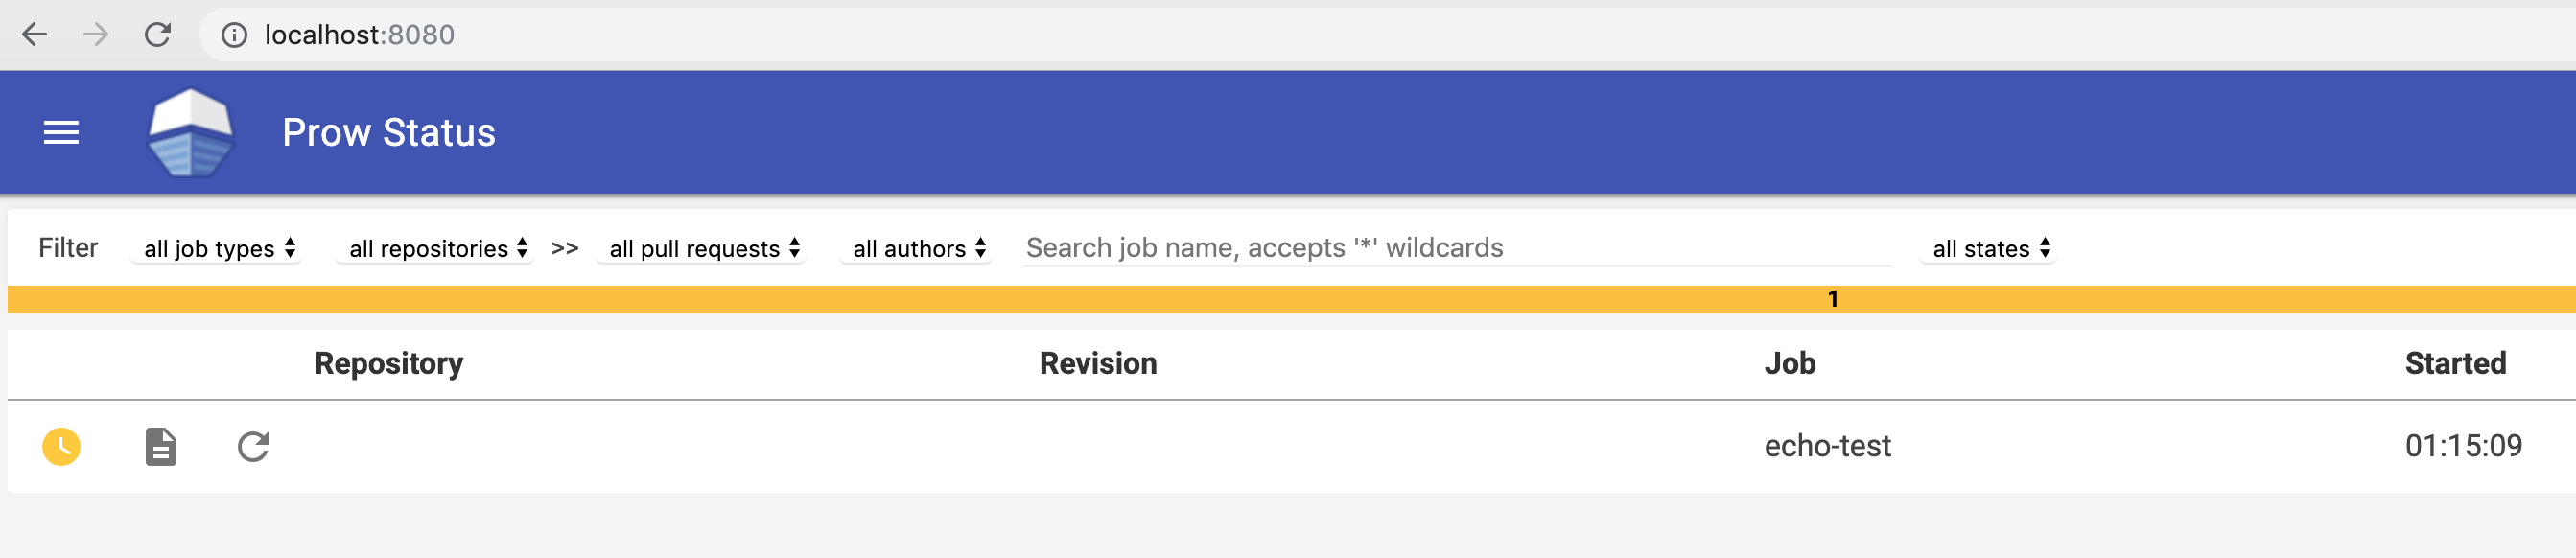 localhost:8080
Prow Status
Filter all job types all repositories >> all pull requests all authors Search job name, accepts '*' wildcards all states
1
Repository Revision Job Started
echo-test 01:15:09